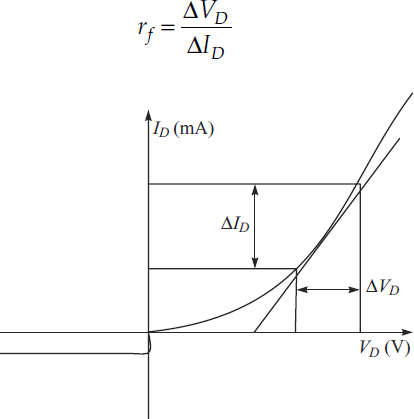 r_f = ΔV_D / ΔI_D
I_D (mA)
ΔI_D
ΔV_D
V_D (V)